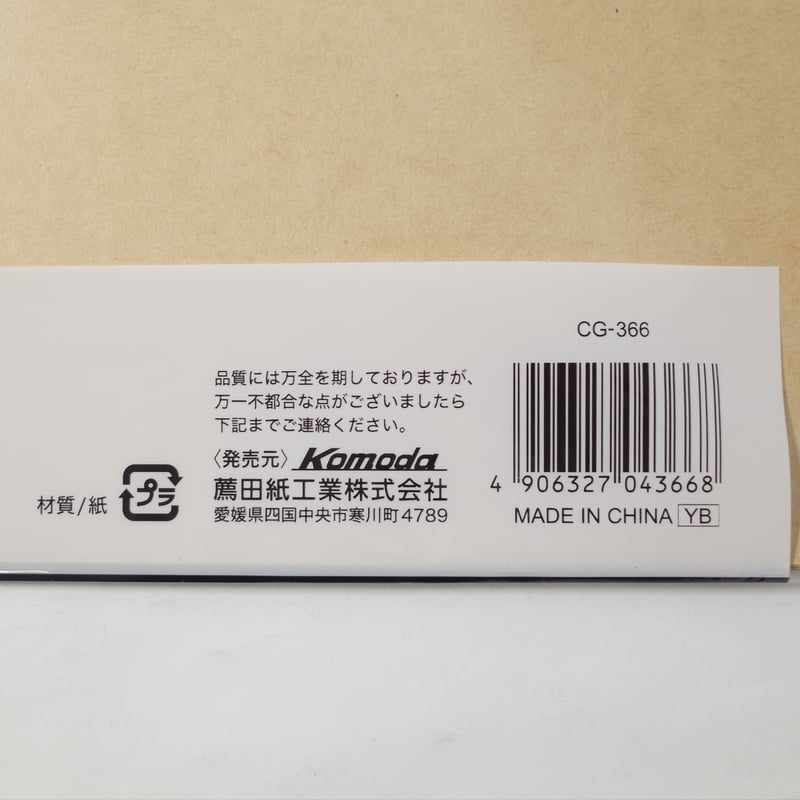 CG-366
品質には万全を期しておりますが、
万一不都合な点がございましたら
下記までご連絡ください。
〈発売元〉Komoda
薦田紙工業株式会社
愛媛県四国中央市寒川町4789
材質/紙
プラ
4 906327 043668
MADE IN CHINA YB